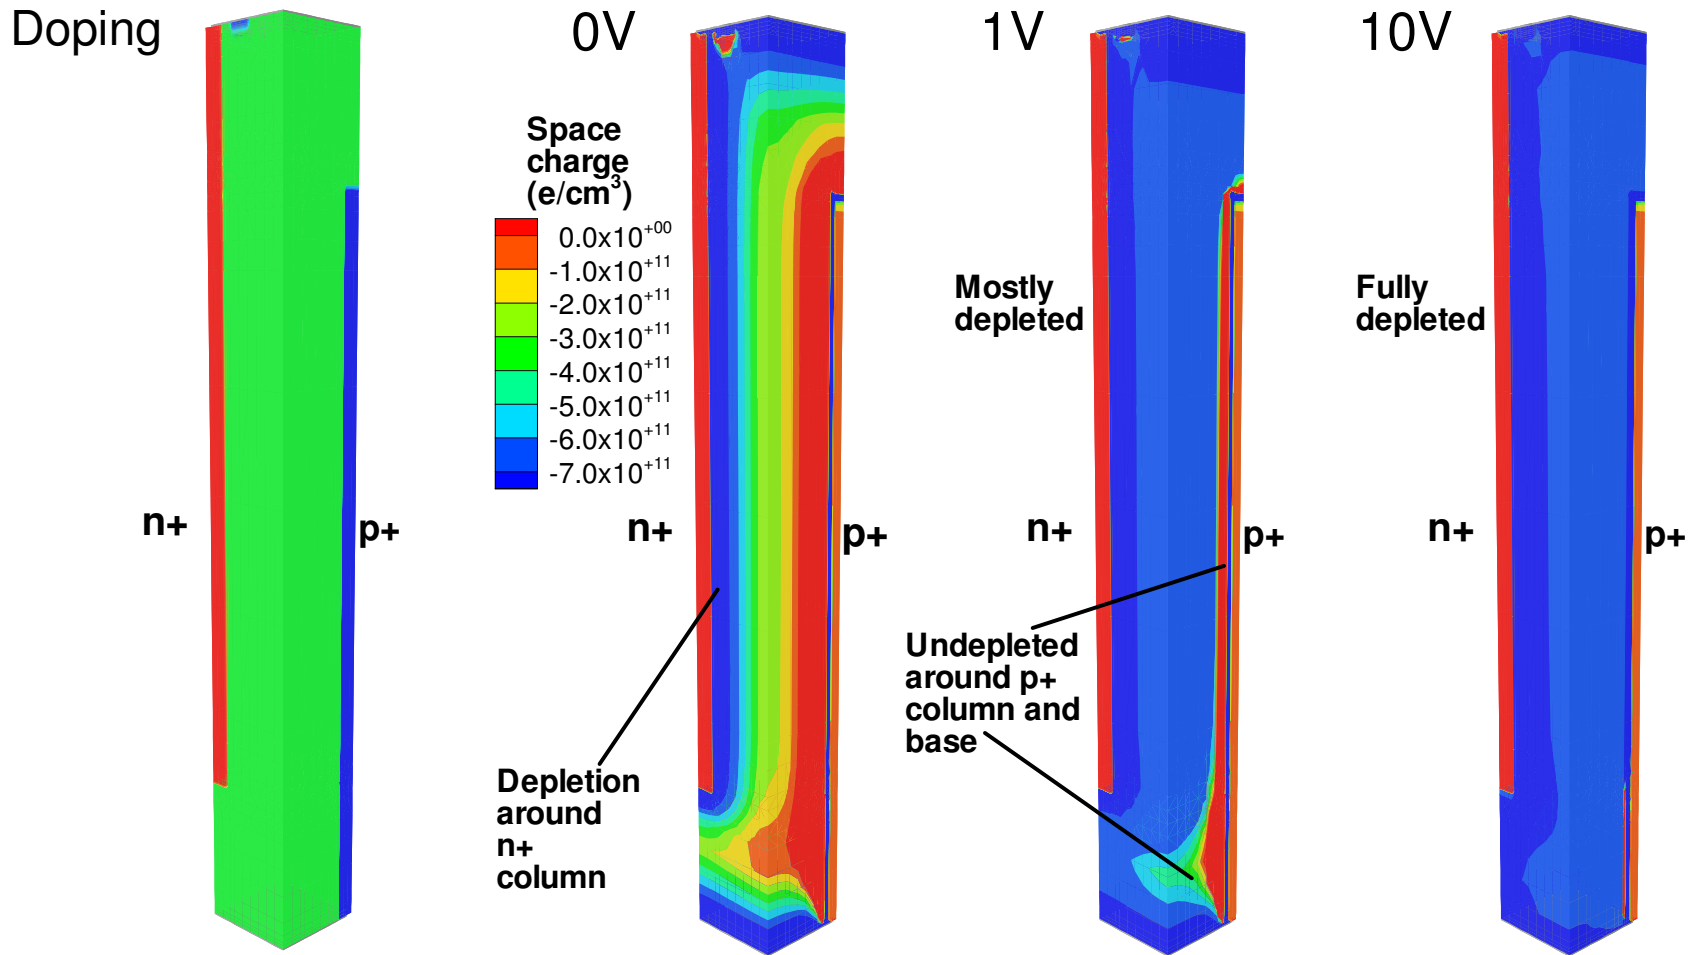 Doping
0V
1V
10V
Space
charge
(e/cm³)
0.0x10⁺⁰⁰
-1.0x10⁺¹¹
-2.0x10⁺¹¹
-3.0x10⁺¹¹
-4.0x10⁺¹¹
-5.0x10⁺¹¹
-6.0x10⁺¹¹
-7.0x10⁺¹¹
Mostly
depleted
Fully
depleted
n+
p+
n+
p+
n+
p+
n+
p+
Depletion
around
n+
column
Undepleted
around p+
column and
base